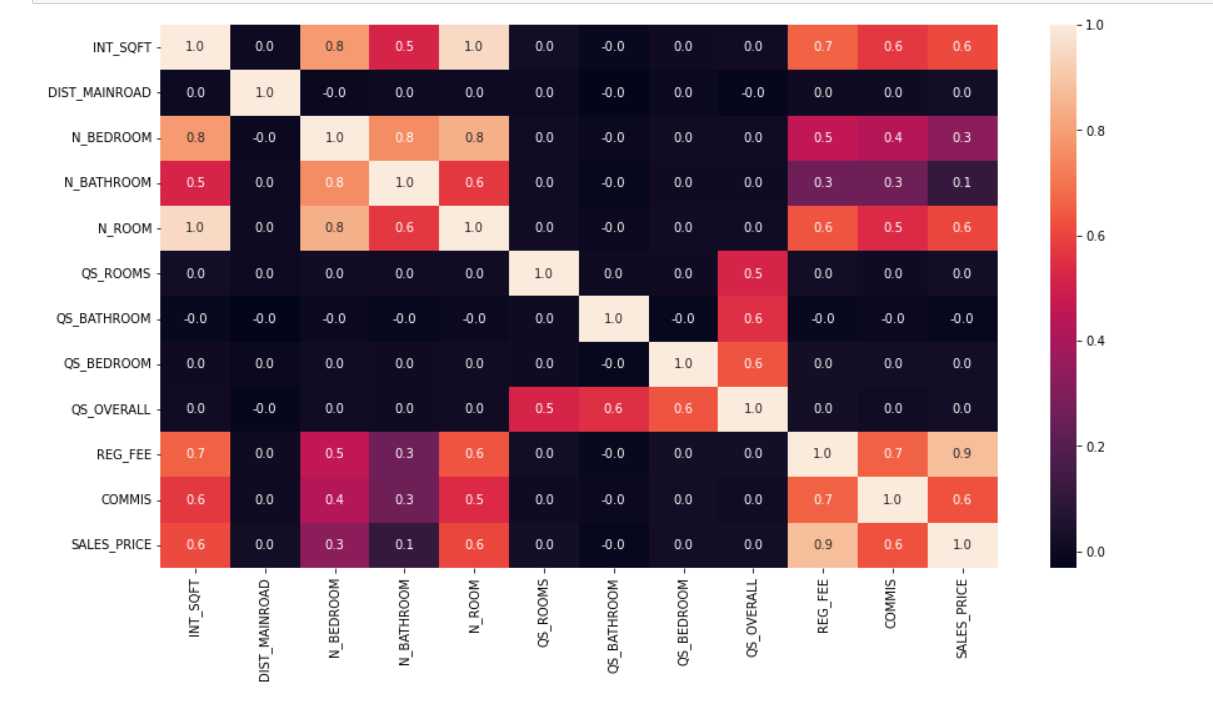 INT_SQFT 1.0 0.0 0.8 0.5 1.0 0.0 -0.0 0.0 0.0 0.7 0.6 0.6
DIST_MAINROAD 0.0 1.0 -0.0 0.0 0.0 0.0 -0.0 0.0 -0.0 0.0 0.0 0.0
N_BEDROOM 0.8 -0.0 1.0 0.8 0.8 0.0 -0.0 0.0 0.0 0.5 0.4 0.3
N_BATHROOM 0.5 0.0 0.8 1.0 0.6 0.0 -0.0 0.0 0.0 0.3 0.3 0.1
N_ROOM 1.0 0.0 0.8 0.6 1.0 0.0 -0.0 0.0 0.0 0.6 0.5 0.6
QS_ROOMS 0.0 0.0 0.0 0.0 0.0 1.0 0.0 0.0 0.5 0.0 0.0 0.0
QS_BATHROOM -0.0 -0.0 -0.0 -0.0 -0.0 0.0 1.0 -0.0 0.6 -0.0 -0.0 -0.0
QS_BEDROOM 0.0 0.0 0.0 0.0 0.0 0.0 -0.0 1.0 0.6 0.0 0.0 0.0
QS_OVERALL 0.0 -0.0 0.0 0.0 0.0 0.5 0.6 0.6 1.0 0.0 0.0 0.0
REG_FEE 0.7 0.0 0.5 0.3 0.6 0.0 -0.0 0.0 0.0 1.0 0.7 0.9
COMMIS 0.6 0.0 0.4 0.3 0.5 0.0 -0.0 0.0 0.0 0.7 1.0 0.6
SALES_PRICE 0.6 0.0 0.3 0.1 0.6 0.0 -0.0 0.0 0.0 0.9 0.6 1.0
INT_SQFT
DIST_MAINROAD
N_BEDROOM
N_BATHROOM
N_ROOM
QS_ROOMS
QS_BATHROOM
QS_BEDROOM
QS_OVERALL
REG_FEE
COMMIS
SALES_PRICE
1.0
0.8
0.6
0.4
0.2
0.0